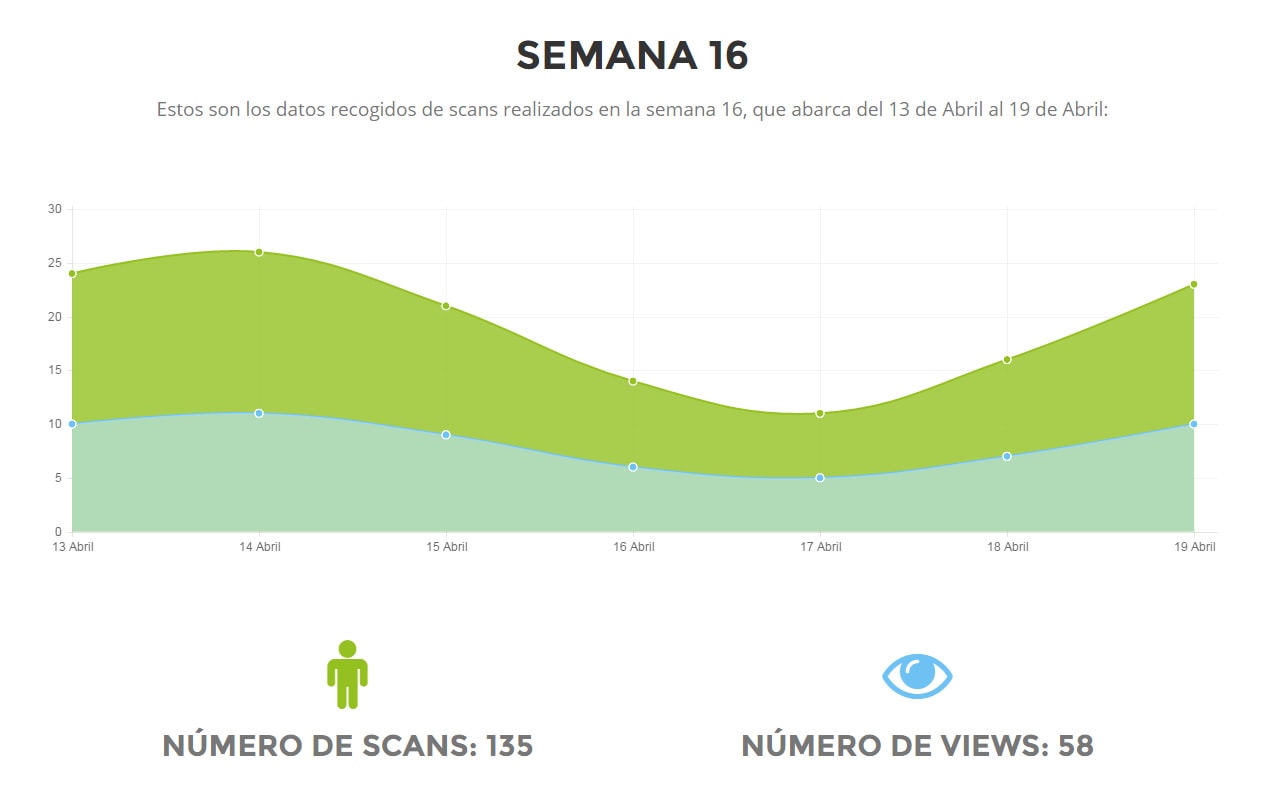 SEMANA 16
Estos son los datos recogidos de scans realizados en la semana 16, que abarca del 13 de Abril al 19 de Abril:
30
25
20
15
10
5
0
13 Abril 14 Abril 15 Abril 16 Abril 17 Abril 18 Abril 19 Abril
NÚMERO DE SCANS: 135 NÚMERO DE VIEWS: 58